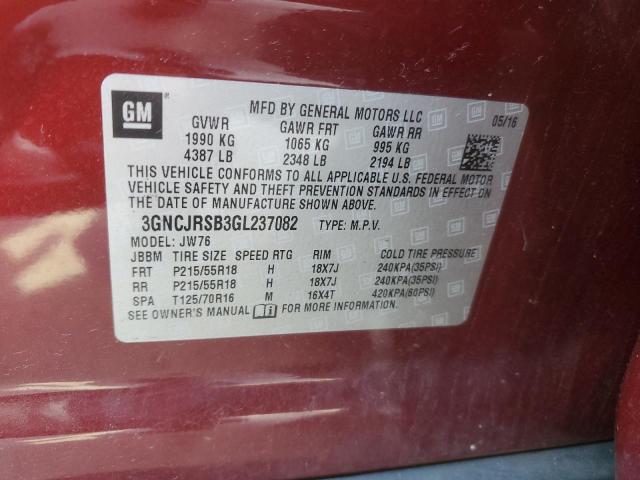 GM
MFD BY GENERAL MOTORS LLC
GVWR GAWR FRT GAWR RR 05/16
1990 KG 1065 KG 995 KG
4387 LB 2348 LB 2194 LB
THIS VEHICLE CONFORMS TO ALL APPLICABLE U.S. FEDERAL MOTOR
VEHICLE SAFETY AND THEFT PREVENTION STANDARDS IN EFFECT ON
THE DATE OF MANUFACTURE SHOWN ABOVE.
3GNCJRSB3GL237082 TYPE: M.P.V.
MODEL: JW76
JBBM TIRE SIZE SPEED RTG RIM COLD TIRE PRESSURE
FRT P215/55R18 H 18X7J 240KPA(35PSI)
RR P215/55R18 H 18X7J 240KPA(35PSI)
SPA T125/70R16 M 16X4T 420KPA(60PSI)
SEE OWNER'S MANUAL FOR MORE INFORMATION.